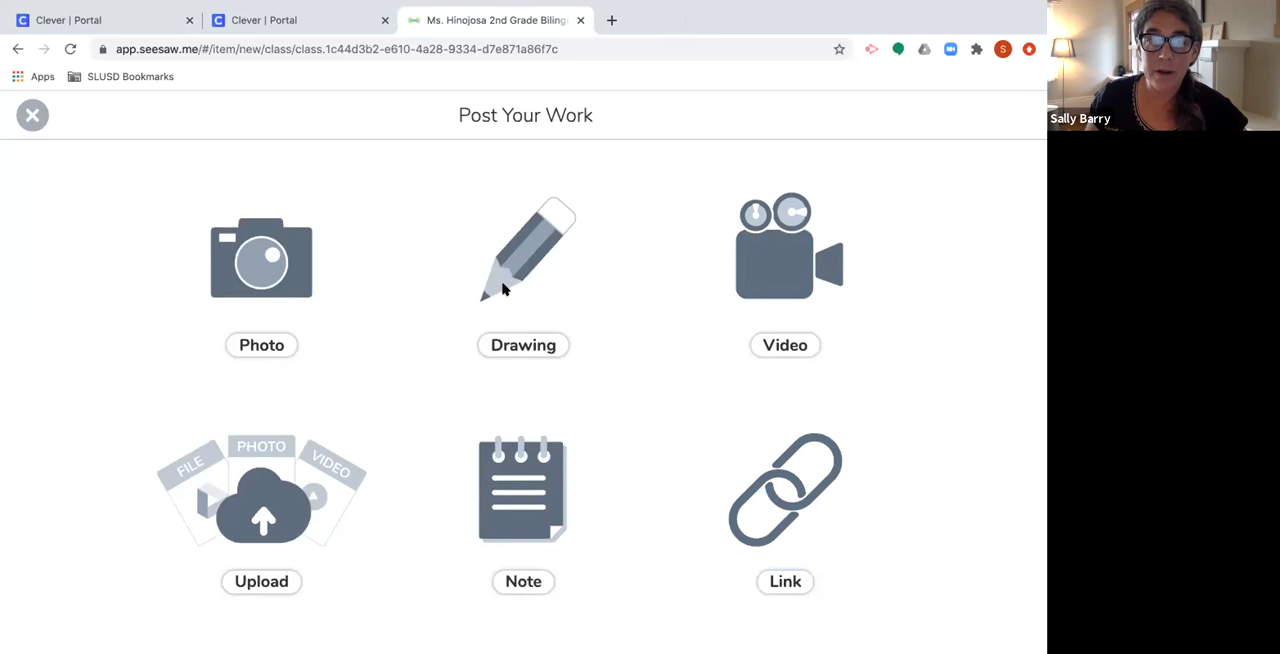 Clever | Portal
Clever | Portal
Ms. Hinojosa 2nd Grade Biling
app.seesaw.me/#/item/new/class/class.1c44d3b2-e610-4a28-9334-d7e871a86f7c
S
Apps
SLUSD Bookmarks
Post Your Work
Sally Barry
Photo
Drawing
Video
FILE
PHOTO
VIDEO
Upload
Note
Link